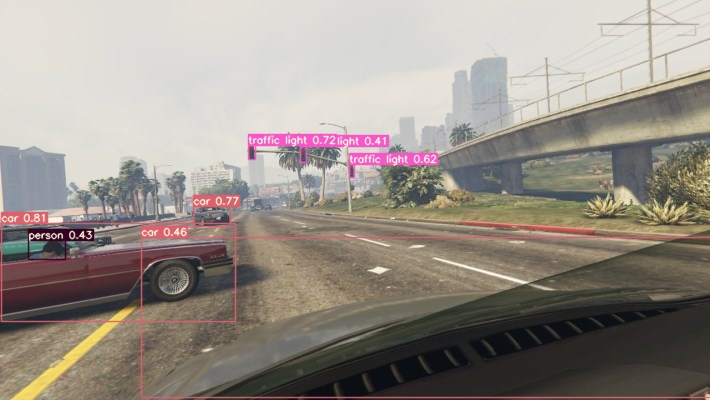 traffic light 0.72
light 0.41
traffic light 0.62
car 0.77
car 0.81
person 0.43
car 0.46